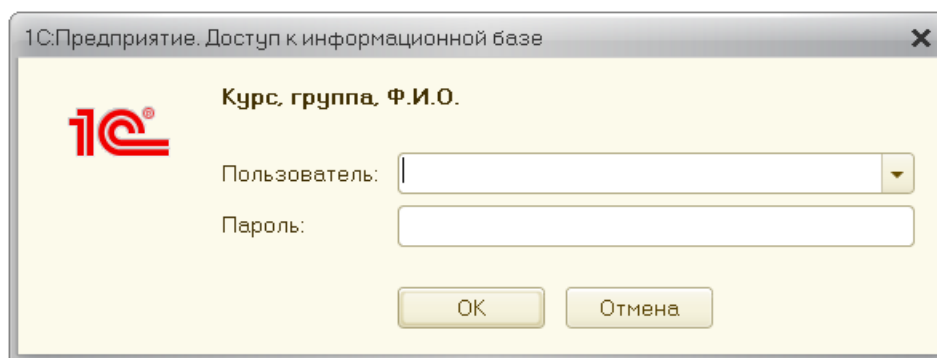 1С:Предприятие. Доступ к информационной базе
1С®
Курс, группа, Ф.И.О.
Пользователь:
Пароль:
OK
Отмена